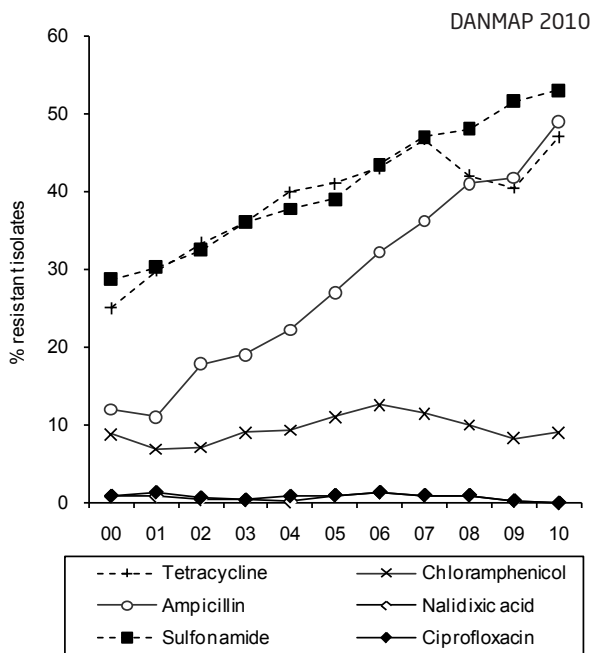 DANMAP 2010
60
50
40
30
20
10
0
% resistant isolates
00 01 02 03 04 05 06 07 08 09 10
Tetracycline Chloramphenicol
Ampicillin Nalidixic acid
Sulfonamide Ciprofloxacin